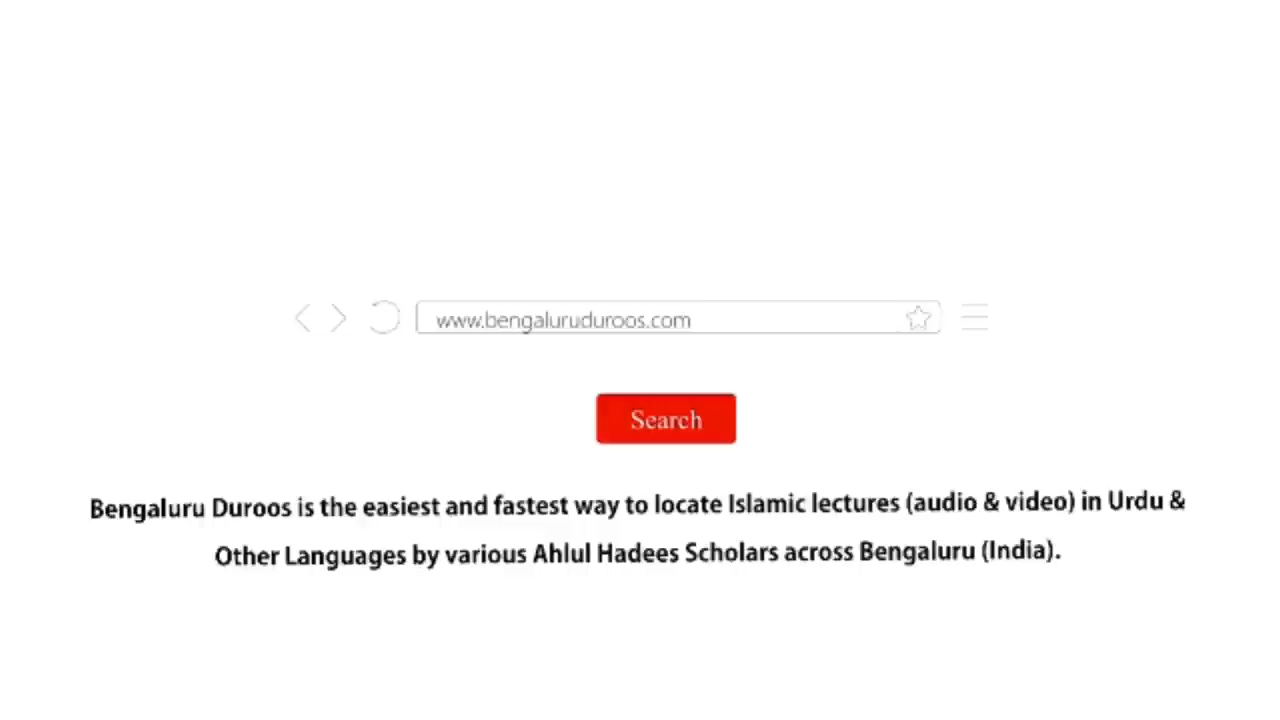 www.bengaluruduroos.com
Search
Bengaluru Duroos is the easiest and fastest way to locate Islamic lectures (audio & video) in Urdu &
Other Languages by various Ahlul Hadees Scholars across Bengaluru (India).